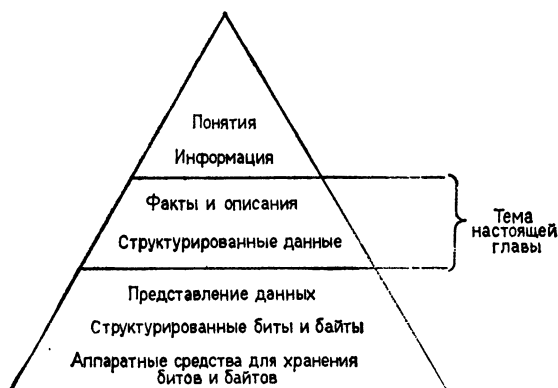 Понятия
Информация
Факты и описания
Структурированные данные
Тема
настоящей
главы
Представление данных
Структурированные биты и байты
Аппаратные средства для хранения
битов и байтов